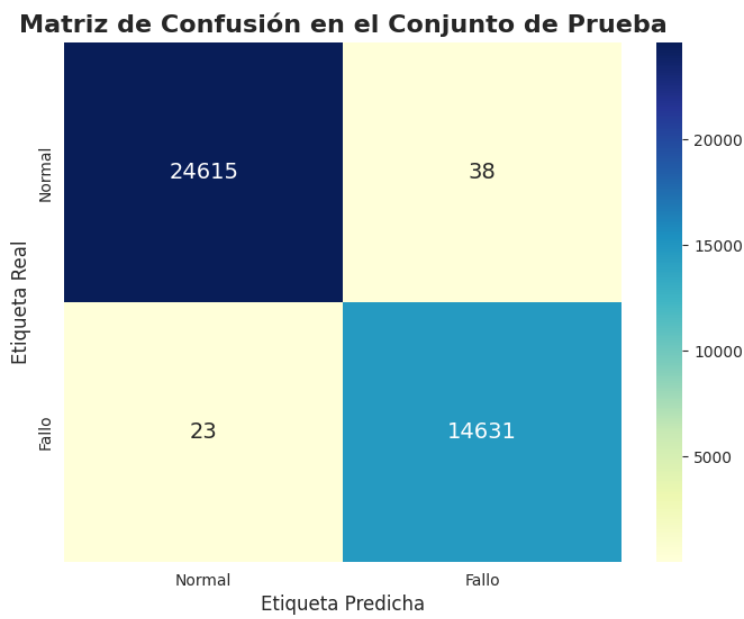 Matriz de Confusión en el Conjunto de Prueba
Etiqueta Real
Normal
24615
38
Fallo
23
14631
Normal
Fallo
Etiqueta Predicha
20000
15000
10000
5000